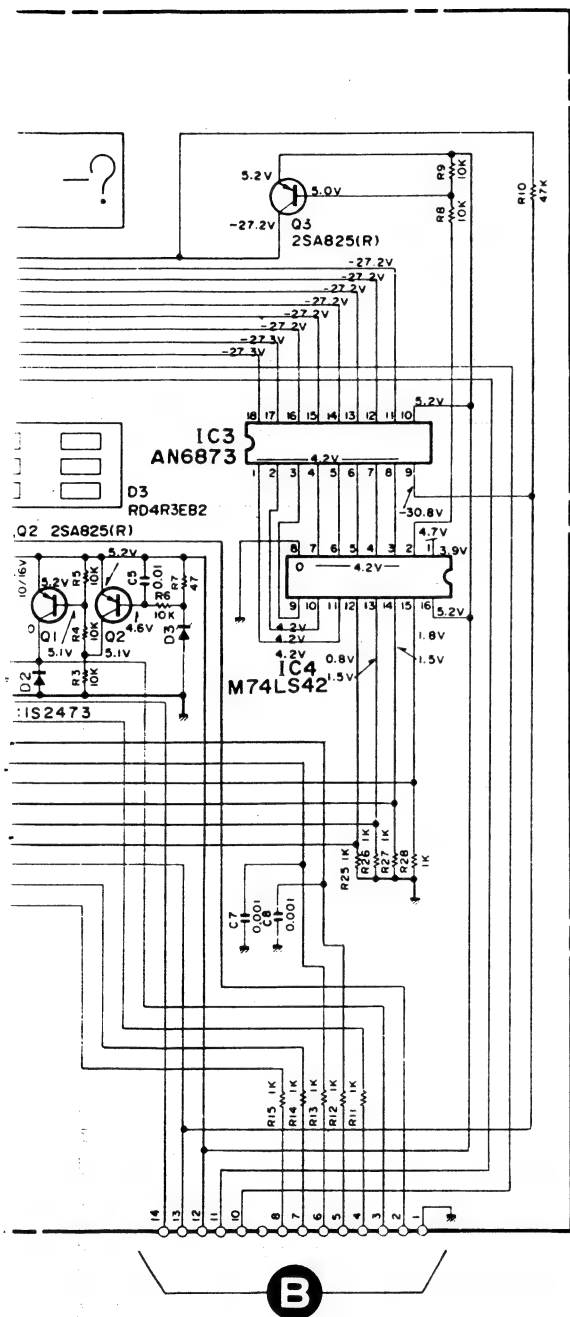 -?
5.2V
5.0V
-27.2V
Q3
2SA825(R)
R9
10K
R8
10K
R10
47K
-27.2V
-27.2V
-27.2V
-27.2V
-27.2V
-27.2V
-27.3V
-27.3V
18 17 16 15 14 13 12 11 10
5.2V
IC3
AN6873
4.2V
1 2 3 4 5 6 7 8 9
-30.8V
D3
RD4R3EB2
Q2 2SA825(R)
4.7V
3.9V
8 7 6 5 4 3 2 1
0
4.2V
9 10 11 12 13 14 15 16
5.2V
10/16V
5.2V
R5
10K
5.2V
C5
0.01
R7
47
R6
10K
0
Q1
R4
10K
Q2
4.6V
D3
5.1V
5.1V
D2
R3
10K
:1S2473
4.2V
4.2V
4.2V
IC4
M74LS42
0.8V
1.5V
1.8V
1.5V
R25 1K
R26 1K
R27 1K
R28
1K
C7
0.001
C8
0.001
R15 1K
R14 1K
R13 1K
R12 1K
R11 1K
14
13
12
11
10
8
7
6
5
4
3
2
1
B